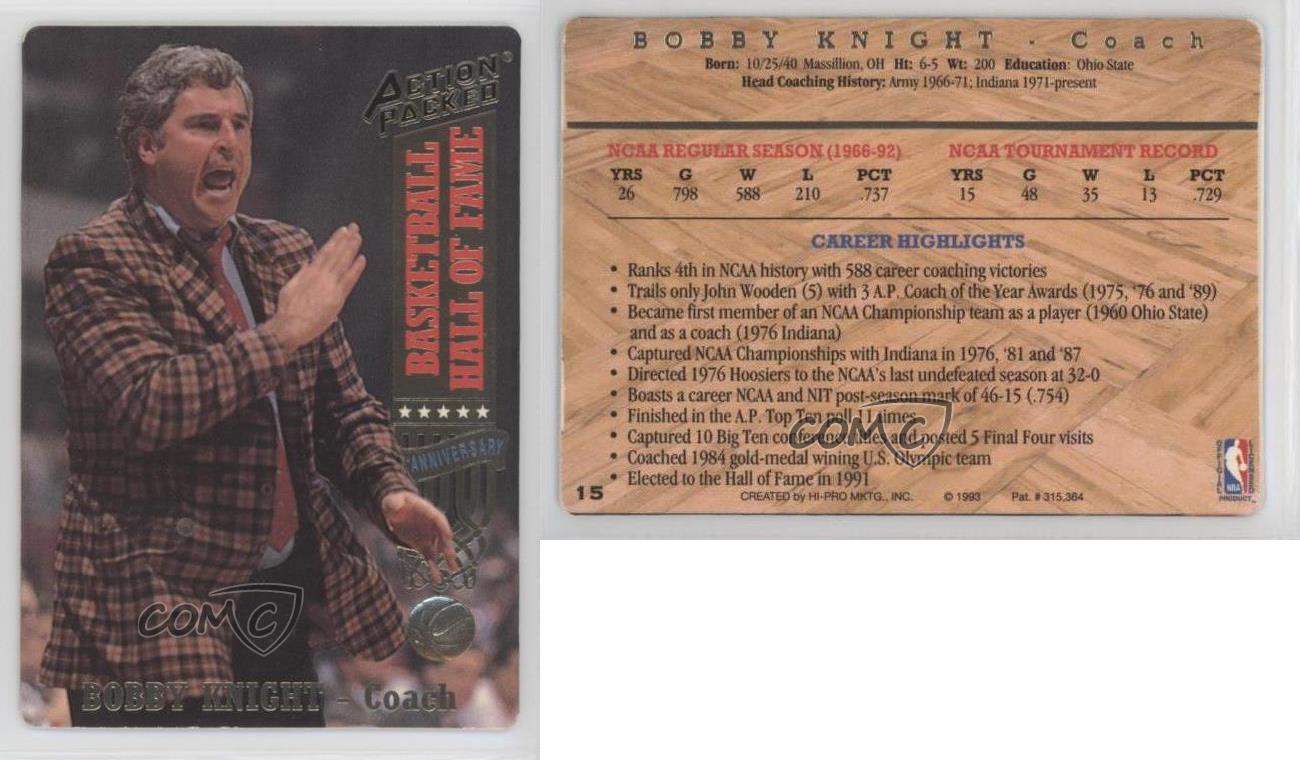 ACTION
PACKED
®
BASKETBALL
HALL OF FAME
ANNIVERSARY
COMC
BOBBY KNIGHT - Coach
BOBBY KNIGHT - Coach
Born: 10/25/40 Massillion, OH Ht: 6-5 Wt: 200 Education: Ohio State
Head Coaching History: Army 1966-71; Indiana 1971-present
NCAA REGULAR SEASON (1966-92) NCAA TOURNAMENT RECORD
YRS G W L PCT YRS G W L PCT
26 798 588 210 .737 15 48 35 13 .729
CAREER HIGHLIGHTS
• Ranks 4th in NCAA history with 588 career coaching victories
• Trails only John Wooden (5) with 3 A.P. Coach of the Year Awards (1975, '76 and '89)
• Became first member of an NCAA Championship team as a player (1960 Ohio State)
and as a coach (1976 Indiana)
• Captured NCAA Championships with Indiana in 1976, '81 and '87
• Directed 1976 Hoosiers to the NCAA's last undefeated season at 32-0
• Boasts a career NCAA and NIT post-season mark of 46-15 (.754)
• Finished in the A.P. Top Ten poll 11 times
• Captured 10 Big Ten conference titles and posted 5 Final Four visits
• Coached 1984 gold-medal wining U.S. Olympic team
• Elected to the Hall of Fame in 1991
COMC
15 CREATED by HI-PRO MKTG., INC. © 1993 Pat. # 315,364
OFFICIAL LICENSED
NBA
PRODUCT